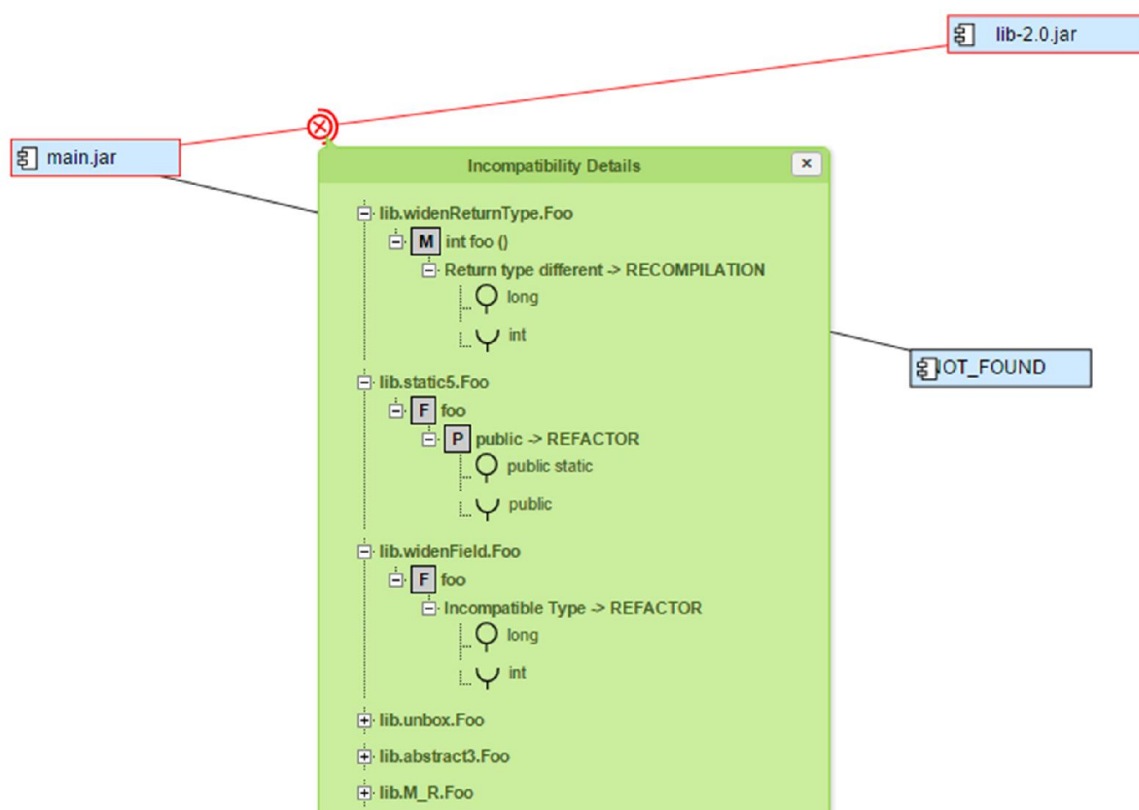 lib-2.0.jar
main.jar
Incompatibility Details
×
lib.widenReturnType.Foo
M int foo ()
Return type different -> RECOMPILATION
long
int
NOT_FOUND
lib.static5.Foo
F foo
P public -> REFACTOR
public static
public
lib.widenField.Foo
F foo
Incompatible Type -> REFACTOR
long
int
lib.unbox.Foo
lib.abstract3.Foo
lib.M_R.Foo